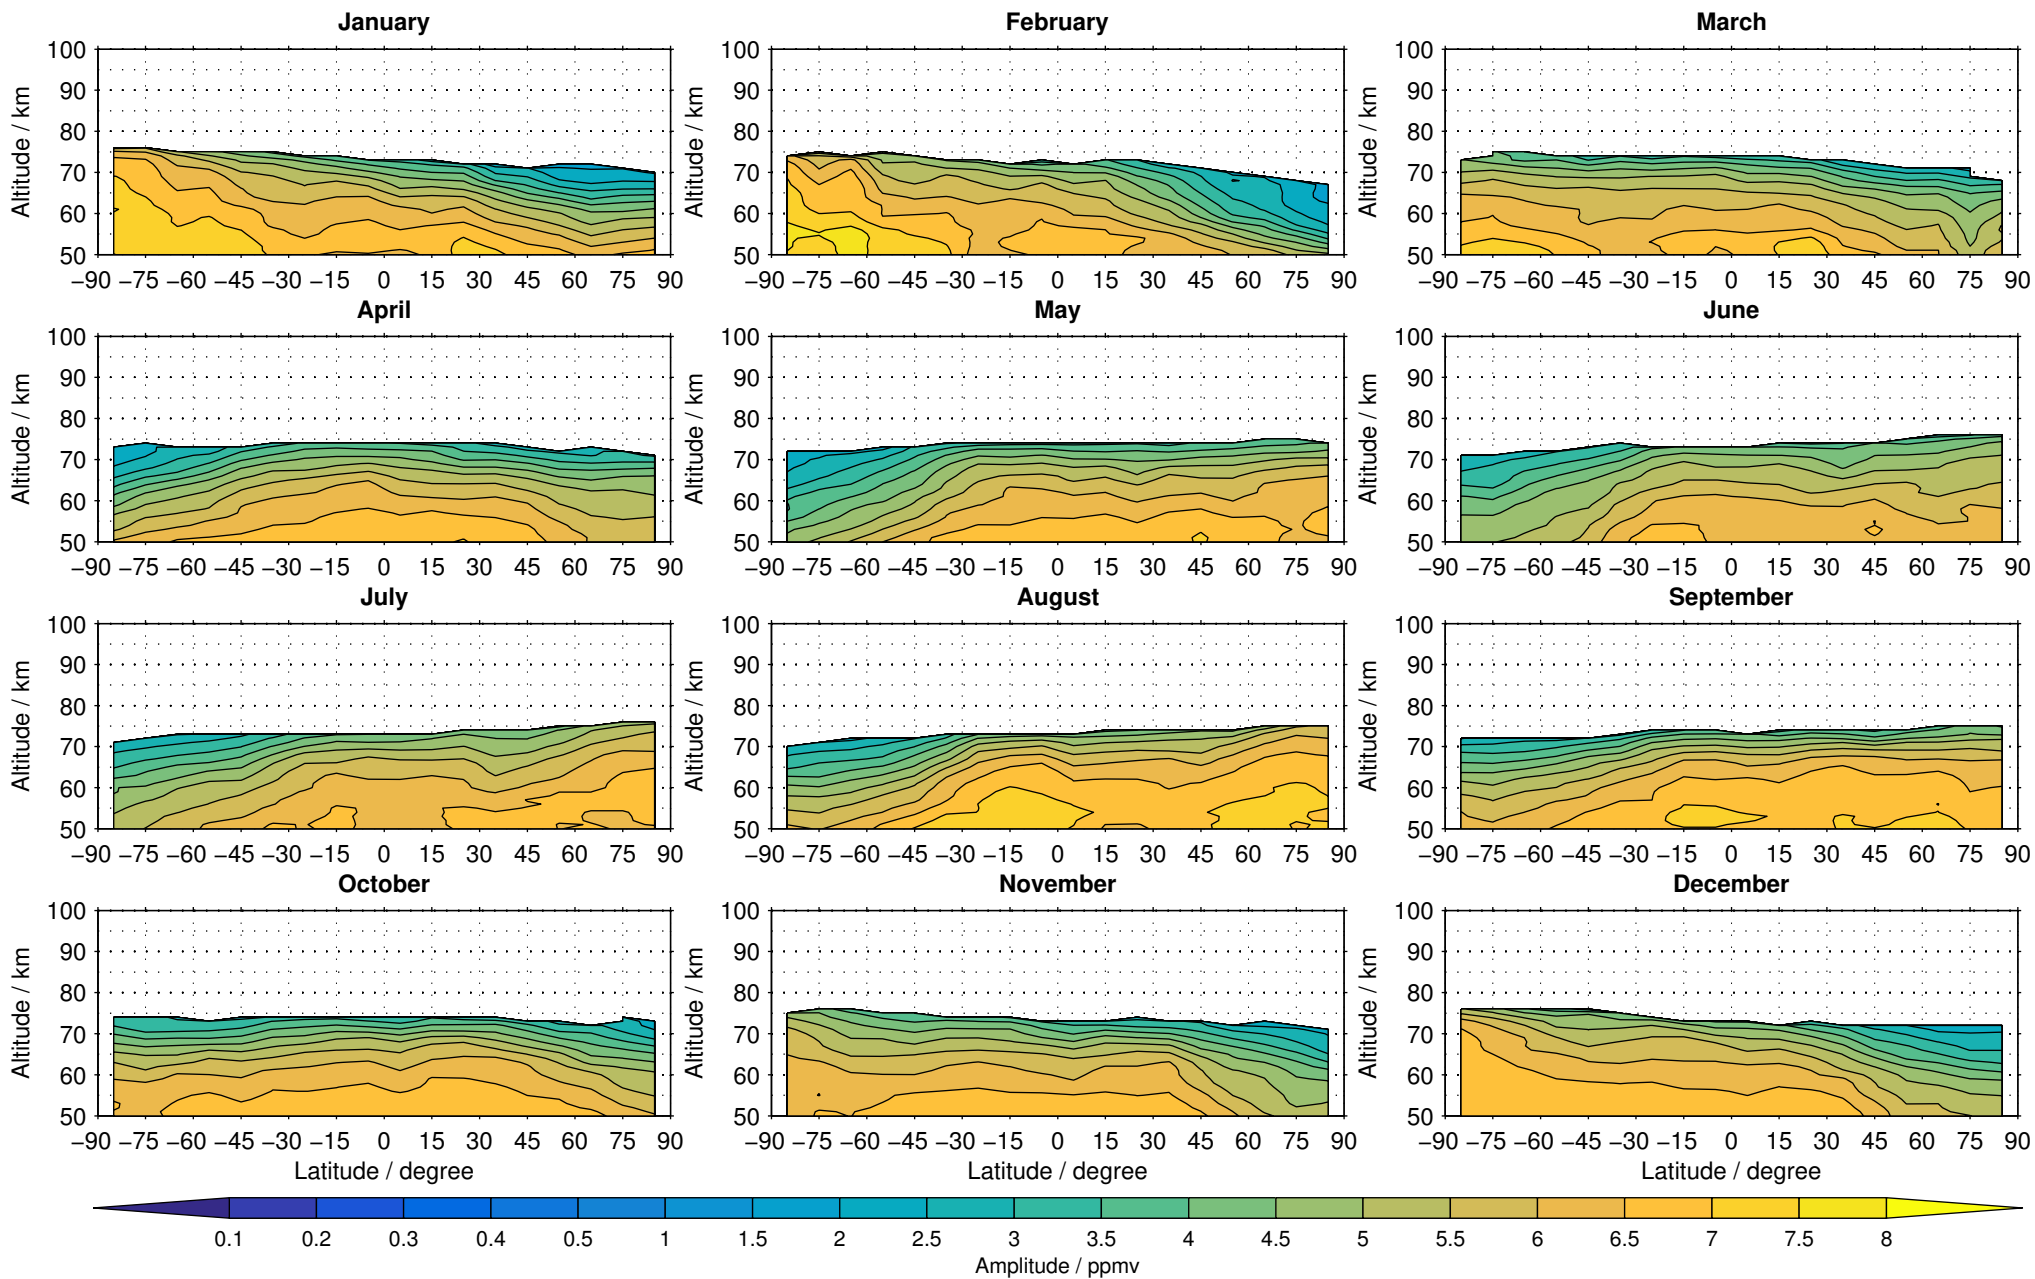 January February March
100 100 100
90 90 90
Altitude / km Altitude / km Altitude / km
80 80 80
70 70 70
60 60 60
50 50 50
−90 −75 −60 −45 −30 −15 0 15 30 45 60 75 90 −90 −75 −60 −45 −30 −15 0 15 30 45 60 75 90 −90 −75 −60 −45 −30 −15 0 15 30 45 60 75 90
April May June
100 100 100
90 90 90
Altitude / km Altitude / km Altitude / km
80 80 80
70 70 70
60 60 60
50 50 50
−90 −75 −60 −45 −30 −15 0 15 30 45 60 75 90 −90 −75 −60 −45 −30 −15 0 15 30 45 60 75 90 −90 −75 −60 −45 −30 −15 0 15 30 45 60 75 90
July August September
100 100 100
90 90 90
Altitude / km Altitude / km Altitude / km
80 80 80
70 70 70
60 60 60
50 50 50
−90 −75 −60 −45 −30 −15 0 15 30 45 60 75 90 −90 −75 −60 −45 −30 −15 0 15 30 45 60 75 90 −90 −75 −60 −45 −30 −15 0 15 30 45 60 75 90
October November December
100 100 100
90 90 90
Altitude / km Altitude / km Altitude / km
80 80 80
70 70 70
60 60 60
50 50 50
−90 −75 −60 −45 −30 −15 0 15 30 45 60 75 90 −90 −75 −60 −45 −30 −15 0 15 30 45 60 75 90 −90 −75 −60 −45 −30 −15 0 15 30 45 60 75 90
Latitude / degree Latitude / degree Latitude / degree
0.1 0.2 0.3 0.4 0.5 1 1.5 2 2.5 3 3.5 4 4.5 5 5.5 6 6.5 7 7.5 8
Amplitude / ppmv